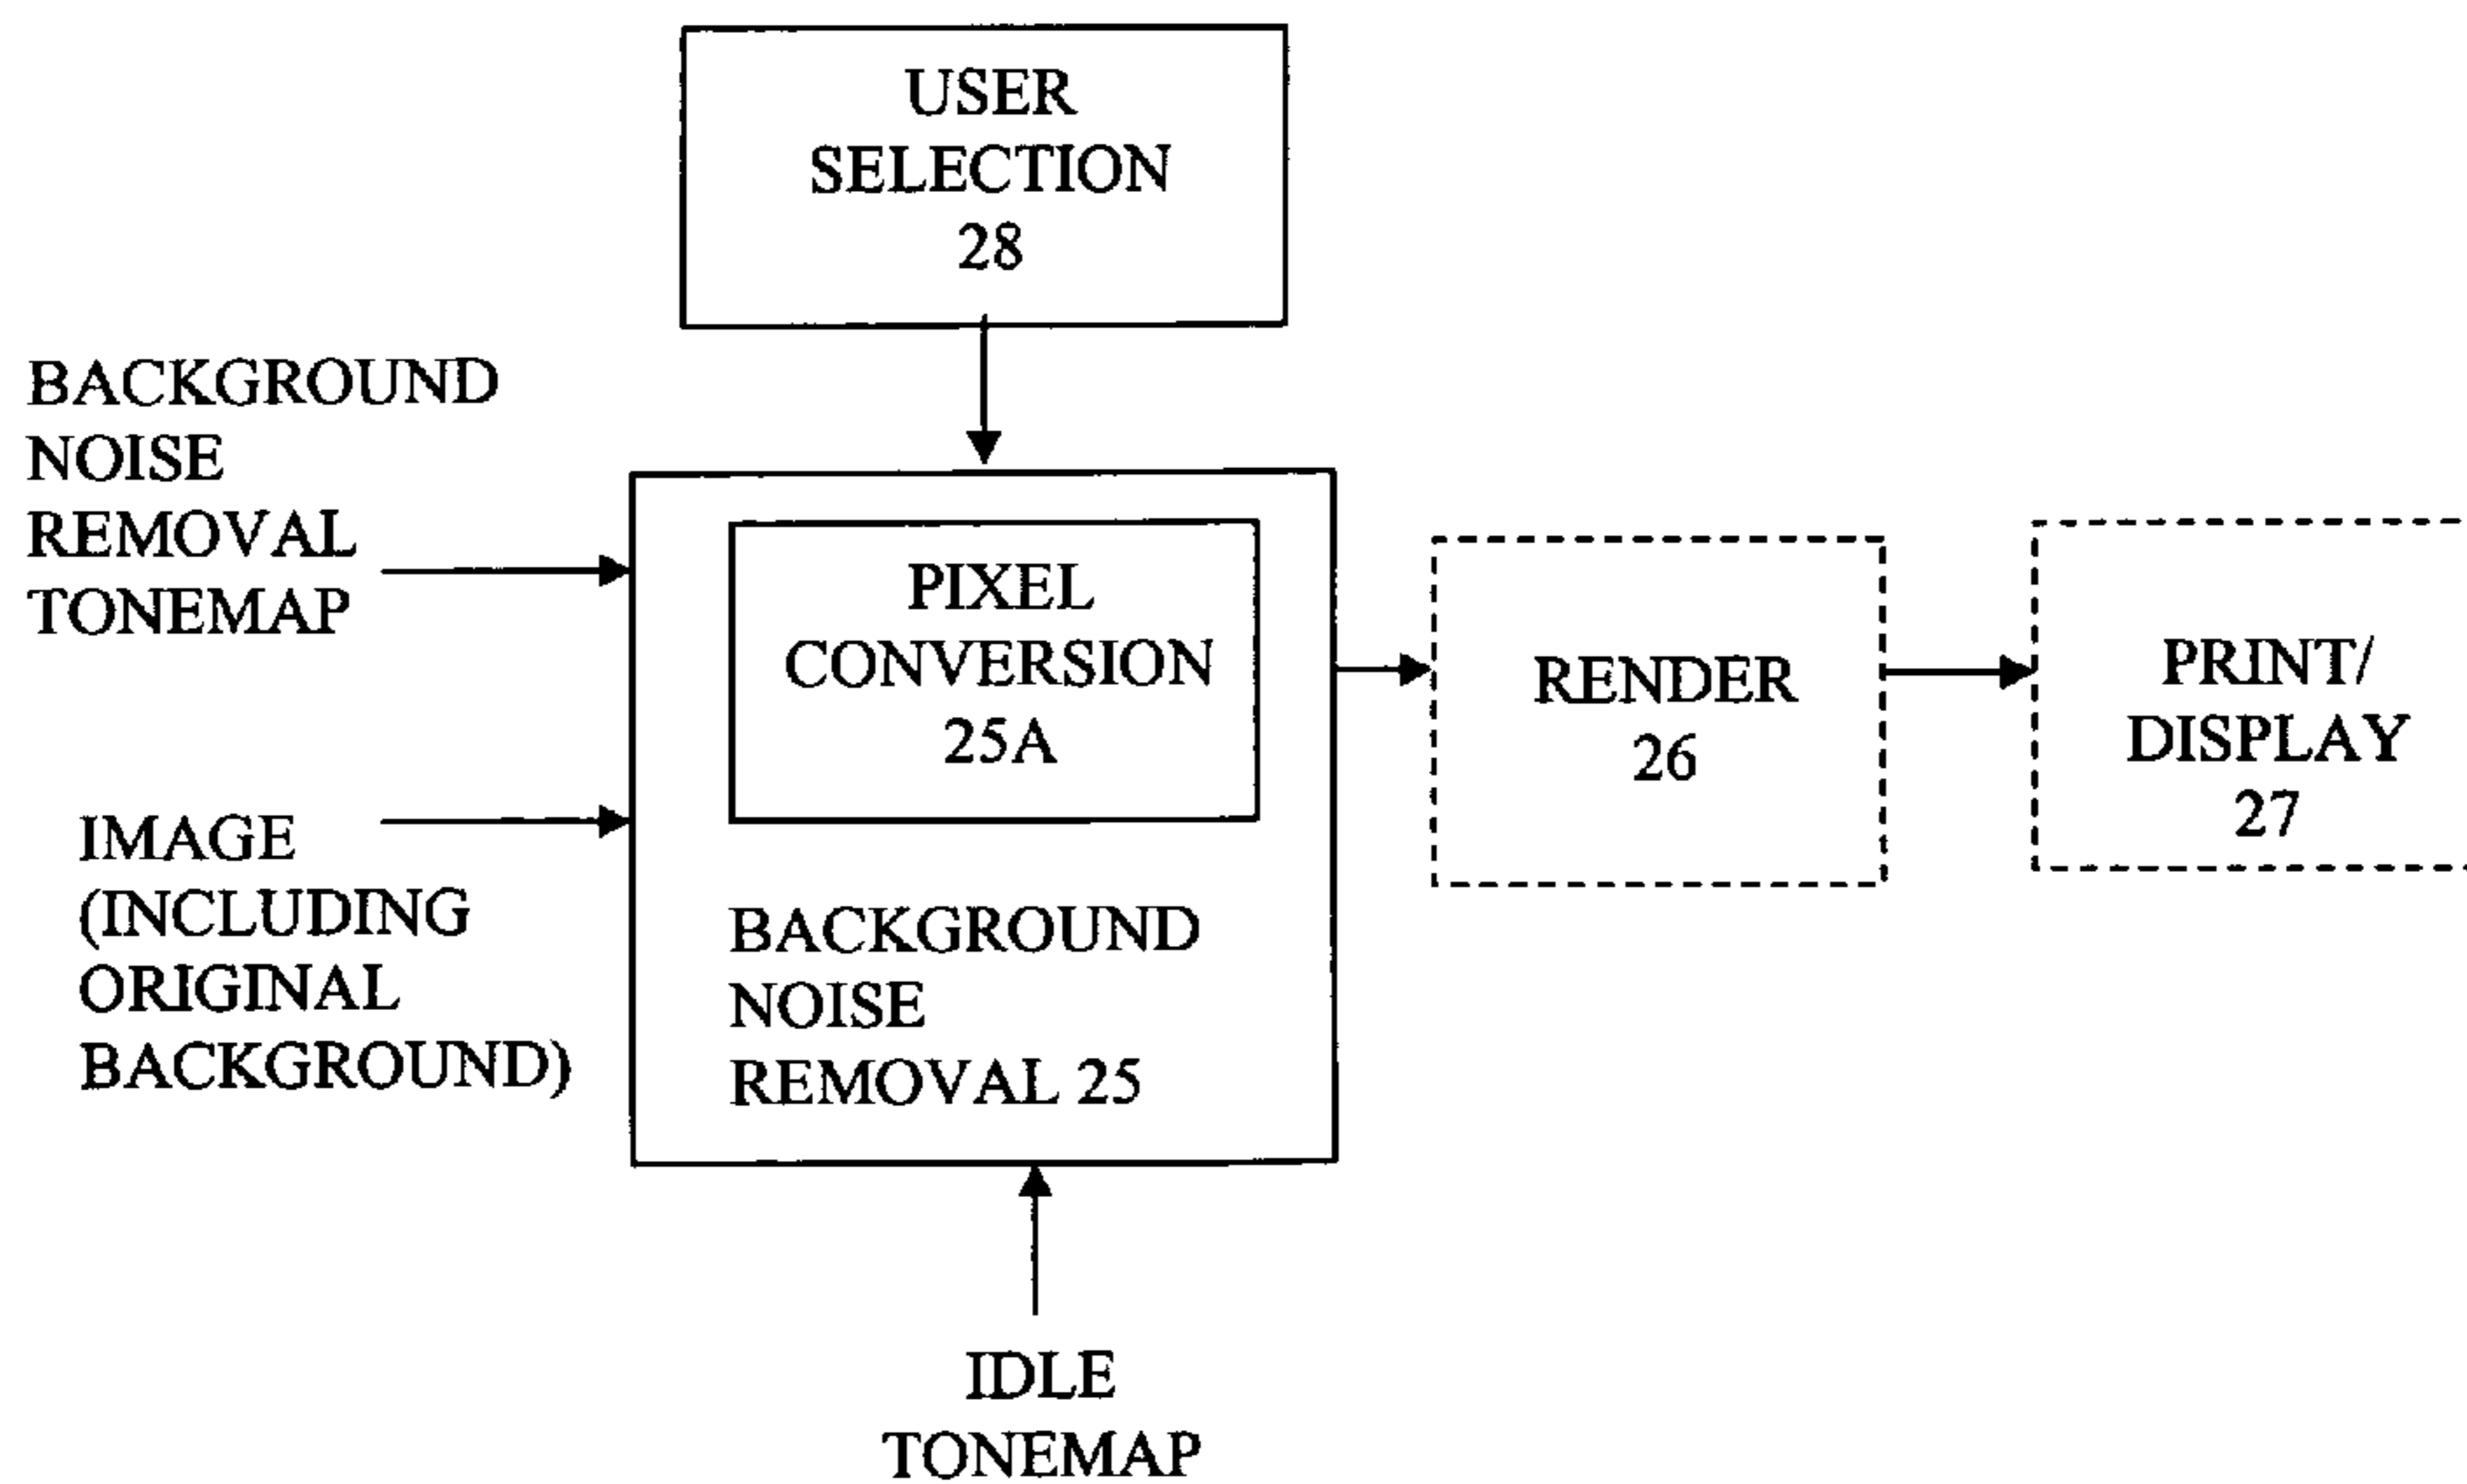 USER
SELECTION
28
BACKGROUND
NOISE
REMOVAL
TONEMAP
IMAGE
(INCLUDING
ORIGINAL
BACKGROUND)
PIXEL
CONVERSION
25A
BACKGROUND
NOISE
REMOVAL 25
RENDER
26
PRINT/
DISPLAY
27
IDLE
TONEMAP